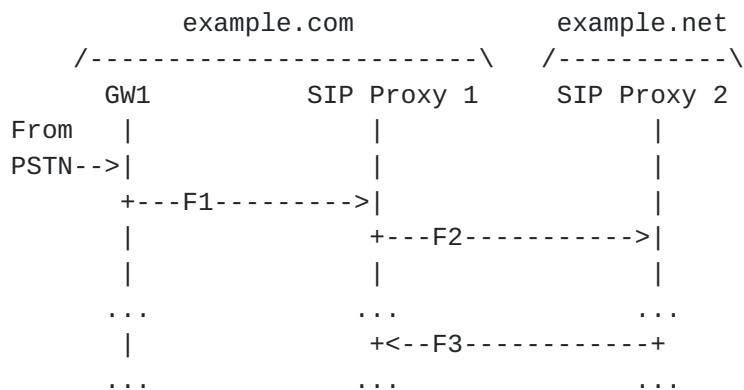 example.com             example.net
    /-------------------------\   /-----------\
      GW1          SIP Proxy 1     SIP Proxy 2
From   |               |                 |
PSTN-->|               |                 |
       +---F1--------->|                 |
       |               +---F2----------->|
       |               |                 |
      ...             ...               ...
       |               +<--F3------------+
      ...             ...               ...